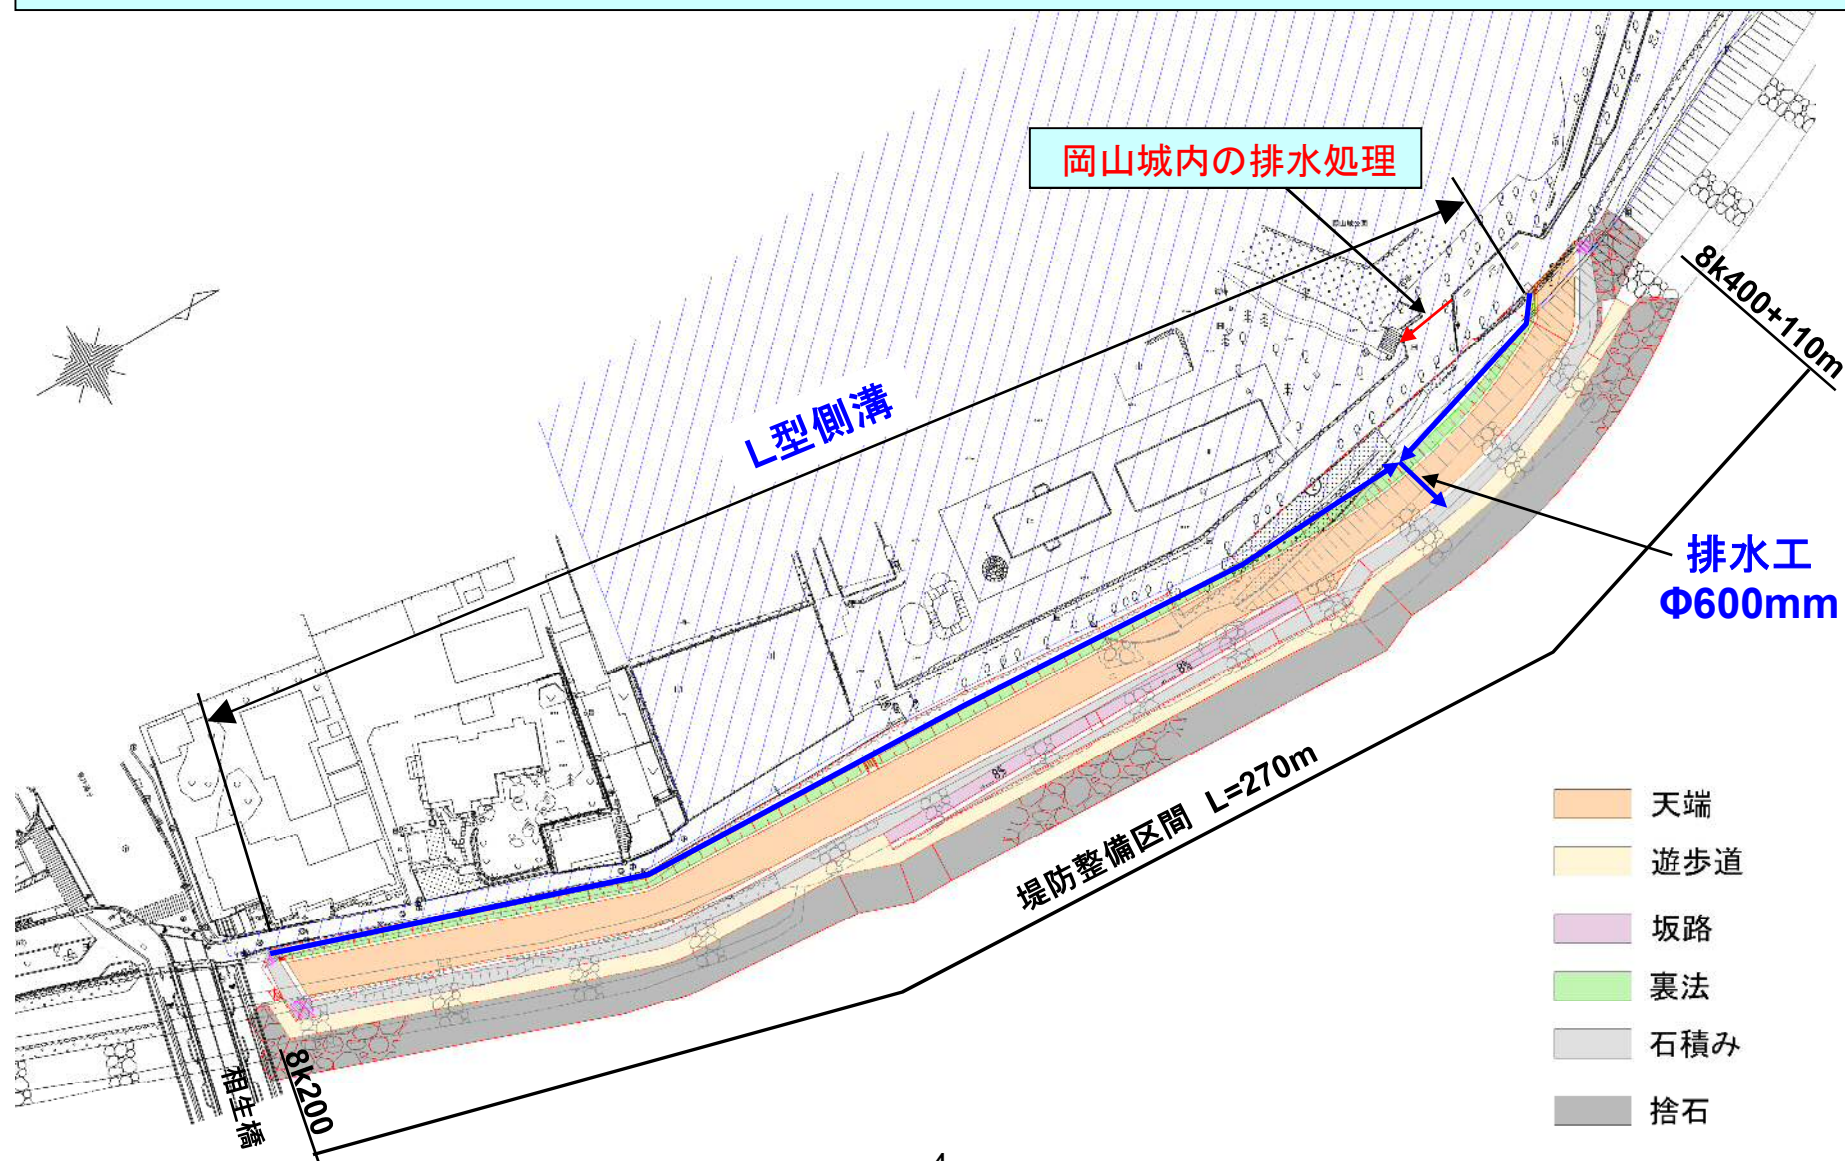 岡山城内の排水処理
8k400+110m
L型側溝
排水工
Φ600mm
8%
8%
堤防整備区間 L=270m
天端
遊歩道
坂路
裏法
石積み
捨石
8k200
相生橋